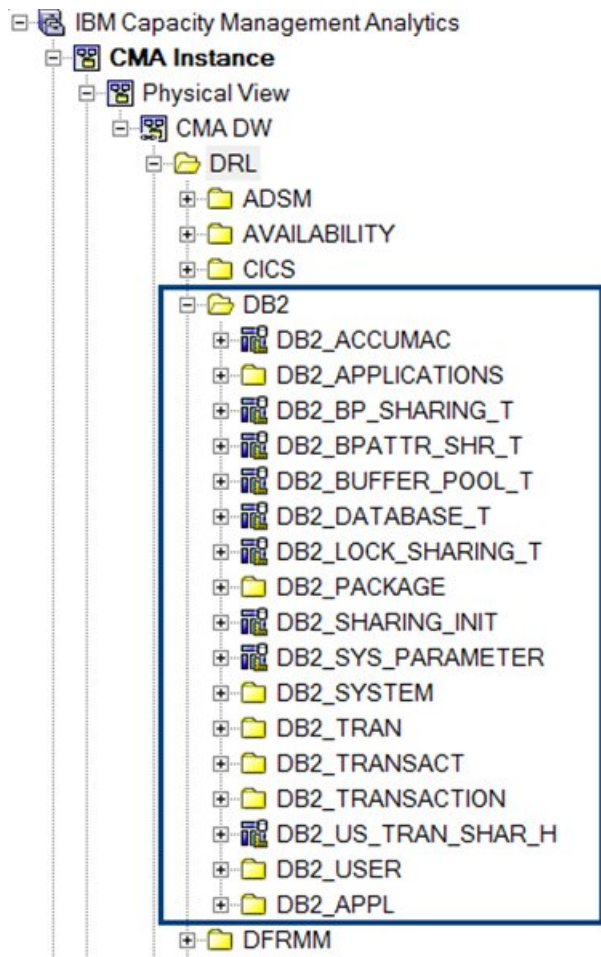 IBM Capacity Management Analytics
CMA Instance
Physical View
CMA DW
DRL
ADSM
AVAILABILITY
CICS
DB2
DB2_ACCUMAC
DB2_APPLICATIONS
DB2_BP_SHARING_T
DB2_BPATTR_SHR_T
DB2_BUFFER_POOL_T
DB2_DATABASE_T
DB2_LOCK_SHARING_T
DB2_PACKAGE
DB2_SHARING_INIT
DB2_SYS_PARAMETER
DB2_SYSTEM
DB2_TRAN
DB2_TRANSACT
DB2_TRANSACTION
DB2_US_TRAN_SHAR_H
DB2_USER
DB2_APPL
DFRMM